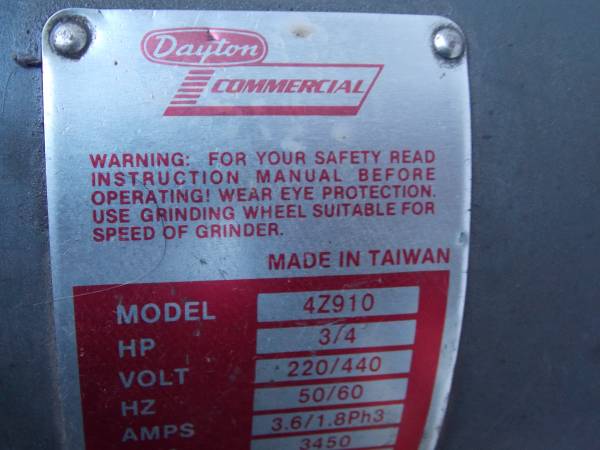 Dayton
COMMERCIAL
WARNING: FOR YOUR SAFETY READ
INSTRUCTION MANUAL BEFORE
OPERATING! WEAR EYE PROTECTION.
USE GRINDING WHEEL SUITABLE FOR
SPEED OF GRINDER.
MADE IN TAIWAN
MODEL 4Z910
HP 3/4
VOLT 220/440
HZ 50/60
AMPS 3.6/1.8Ph3
3450